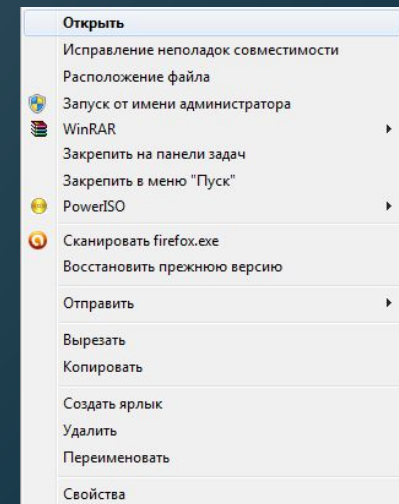 Открыть
Исправление неполадок совместимости
Расположение файла
Запуск от имени администратора
WinRAR
Закрепить на панели задач
Закрепить в меню "Пуск"
PowerISO
Сканировать firefox.exe
Восстановить прежнюю версию
Отправить
Вырезать
Копировать
Создать ярлык
Удалить
Переименовать
Свойства